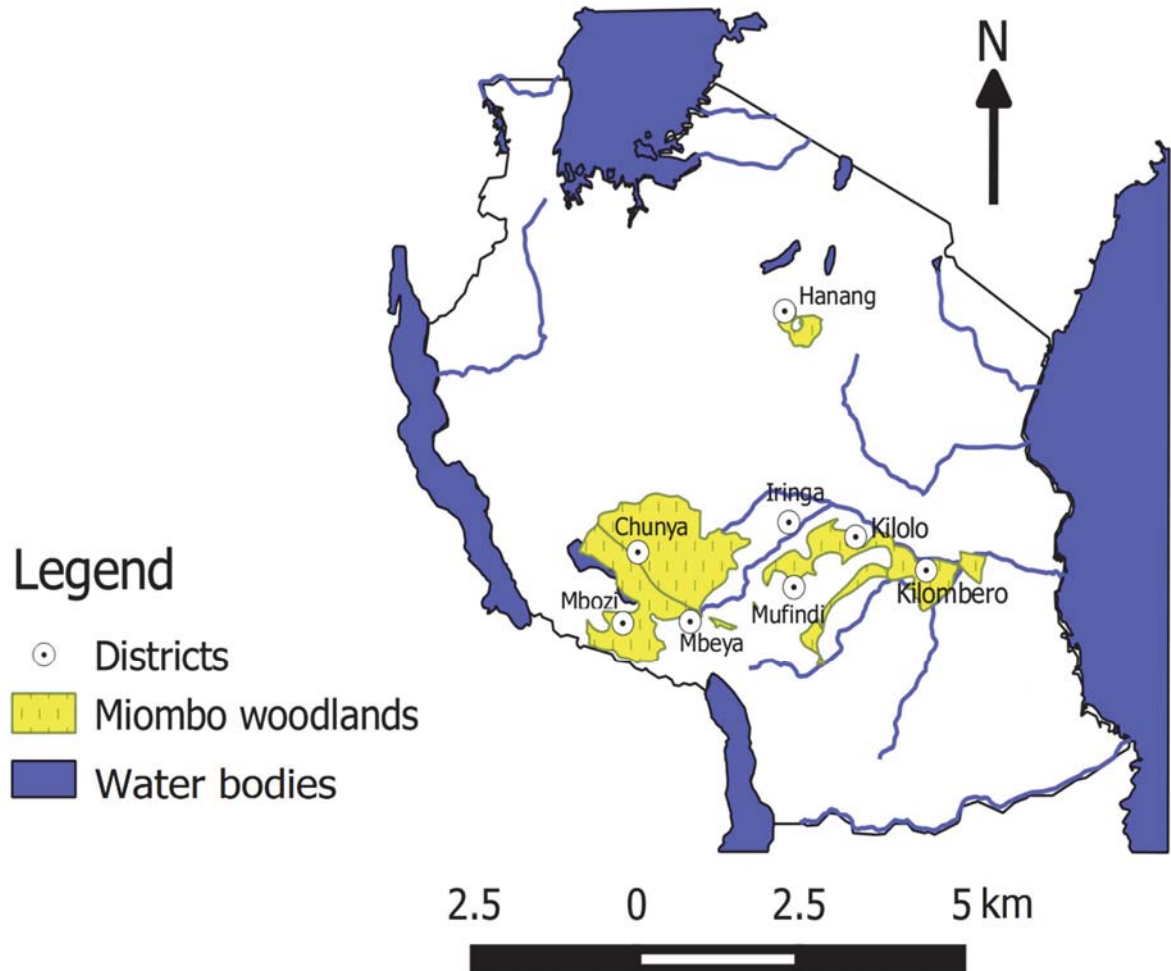 N
Hanang
Iringa
Chunya
Kilolo
Mbozi
Mufindi
Kilombero
Mbeya
Legend
Districts
Miombo woodlands
Water bodies
2.5 0 2.5 5 km